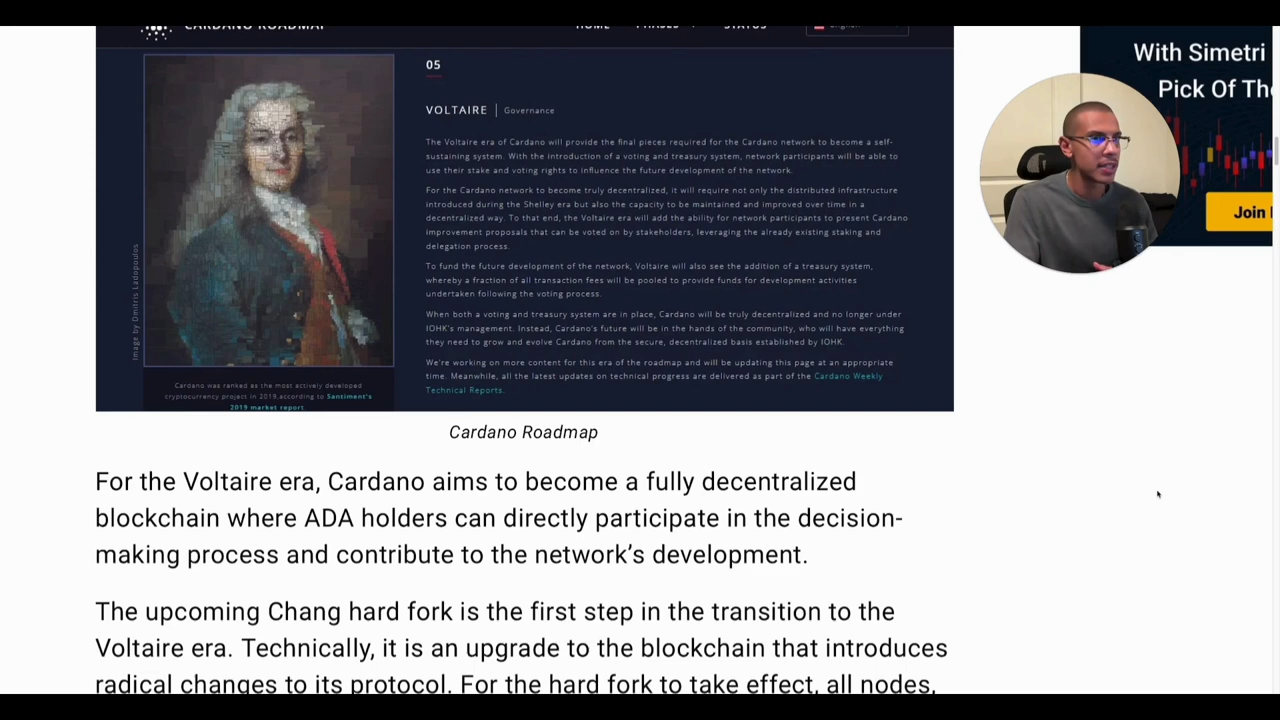 CARDANO ROADMAP
HOME PHASES STATUS English
With Simetri
Pick Of The
Join
05
VOLTAIRE | Governance
The Voltaire era of Cardano will provide the final pieces required for the Cardano network to become a self-
sustaining system. With the introduction of a voting and treasury system, network participants will be able to
use their stake and voting rights to influence the future development of the network.
For the Cardano network to become truly decentralized, it will require not only the distributed infrastructure
introduced during the Shelley era but also the capacity to be maintained and improved over time in a
decentralized way. To that end, the Voltaire era will add the ability for network participants to present Cardano
improvement proposals that can be voted on by stakeholders, leveraging the already existing staking and
delegation process.
To fund the future development of the network, Voltaire will also see the addition of a treasury system,
whereby a fraction of all transaction fees will be pooled to provide funds for development activities
undertaken following the voting process.
When both a voting and treasury system are in place, Cardano will be truly decentralized and no longer under
IOHK's management. Instead, Cardano's future will be in the hands of the community, who will have everything
they need to grow and evolve Cardano from the secure, decentralized basis established by IOHK.
We're working on more content for this era of the roadmap and will be updating this page at an appropriate
time. Meanwhile, all the latest updates on technical progress are delivered as part of the Cardano Weekly
Technical Reports.
Image by Dmitris Ladopoulos
Cardano was ranked as the most actively developed
cryptocurrency project in 2019,according to Santiment's
2019 market report
Cardano Roadmap
For the Voltaire era, Cardano aims to become a fully decentralized
blockchain where ADA holders can directly participate in the decision-
making process and contribute to the network's development.
The upcoming Chang hard fork is the first step in the transition to the
Voltaire era. Technically, it is an upgrade to the blockchain that introduces
radical changes to its protocol. For the hard fork to take effect, all nodes,